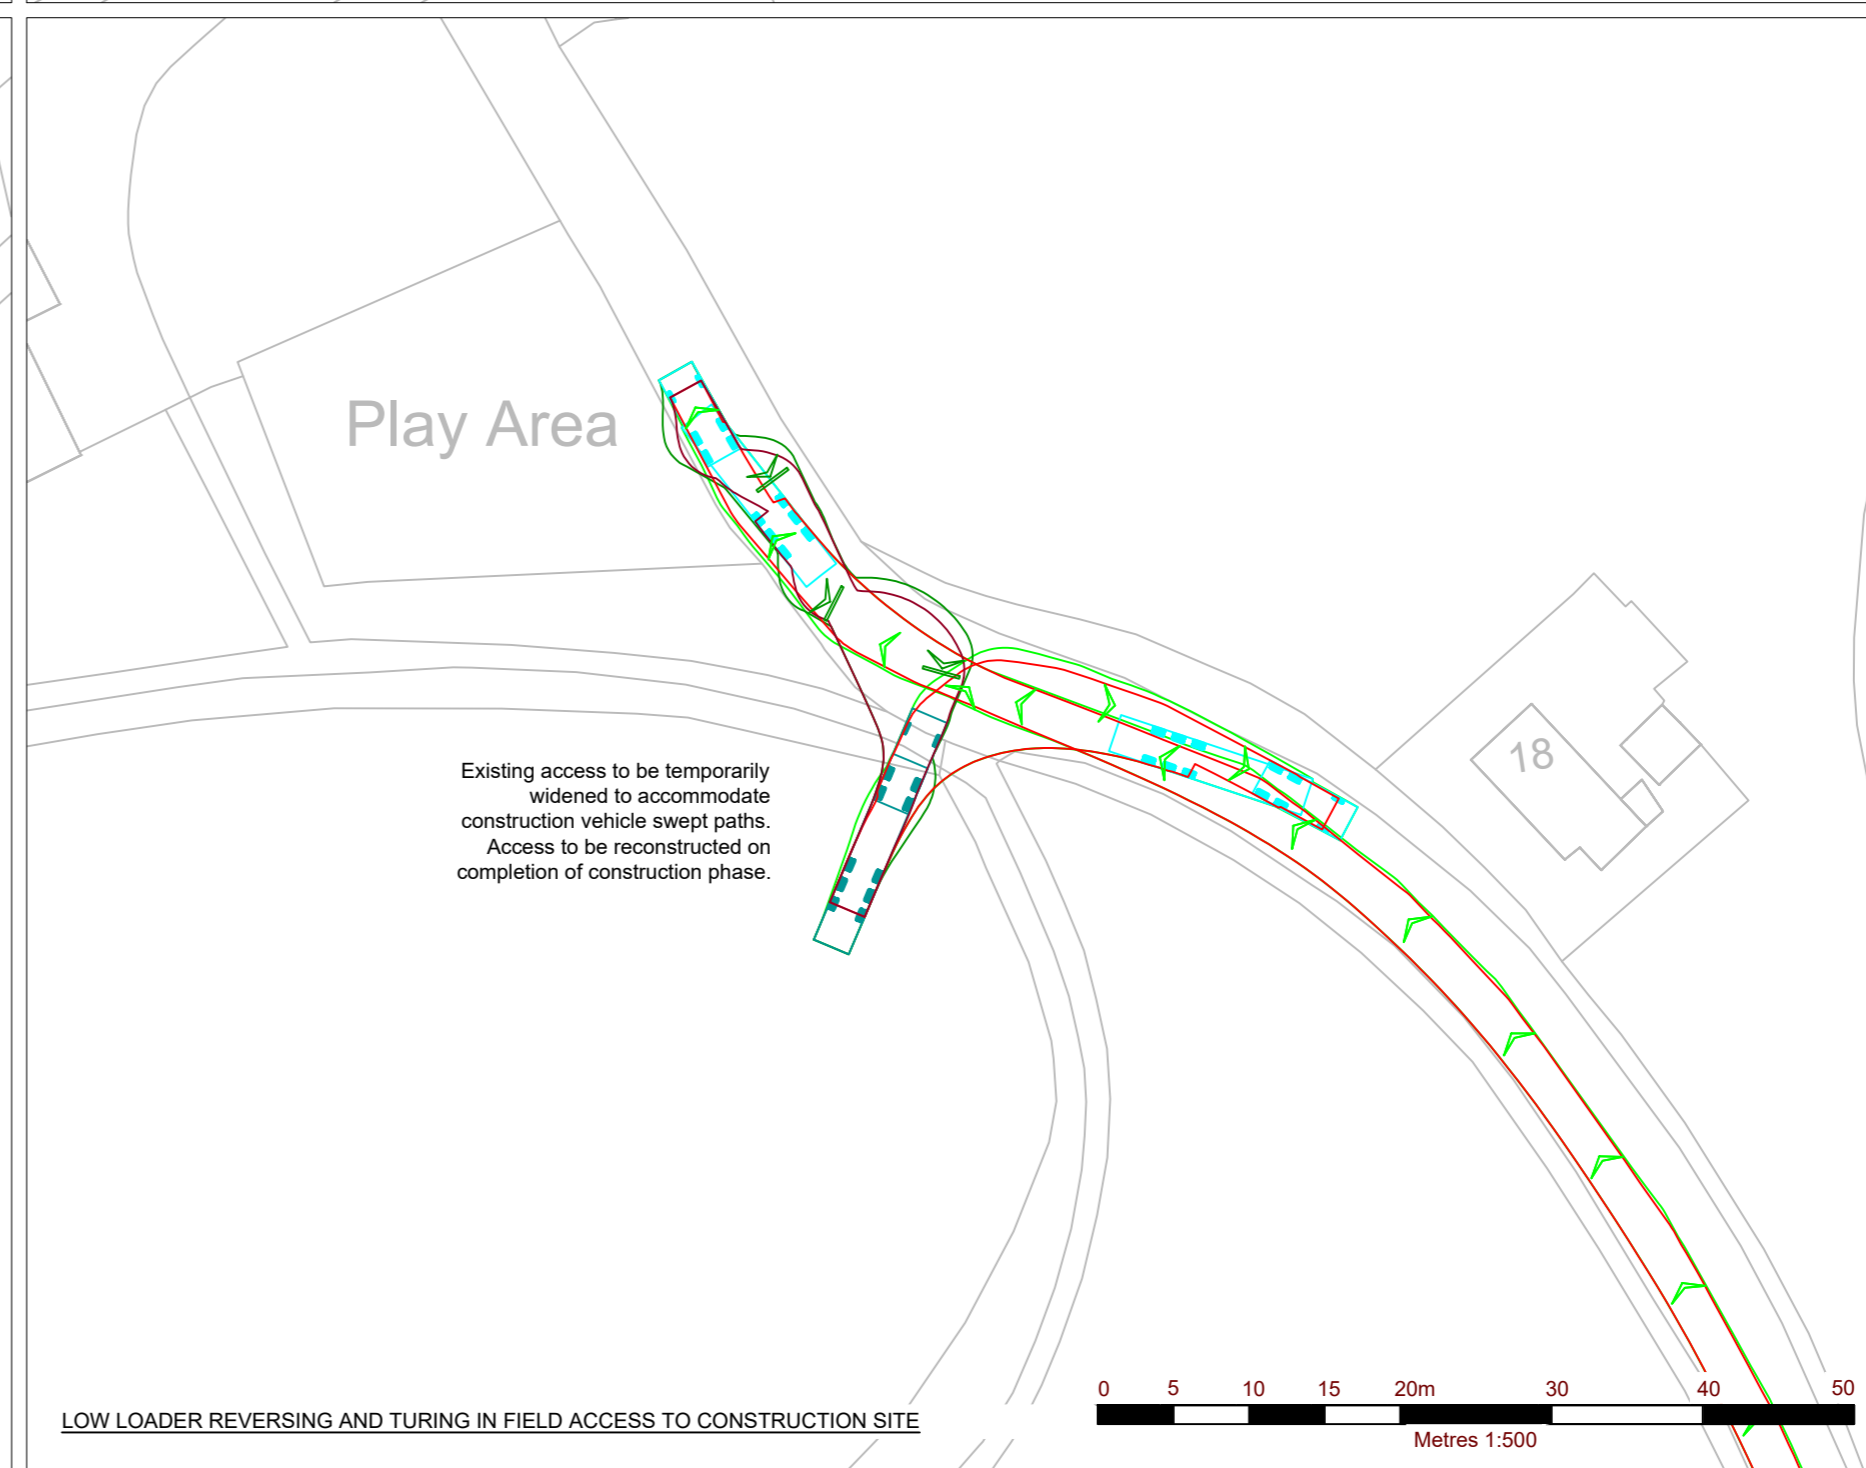 Play Area
18
Existing access to be temporarily
widened to accommodate
construction vehicle swept paths.
Access to be reconstructed on
completion of construction phase.
0 5 10 15 20m 30 40 50
Metres 1:500
LOW LOADER REVERSING AND TURING IN FIELD ACCESS TO CONSTRUCTION SITE